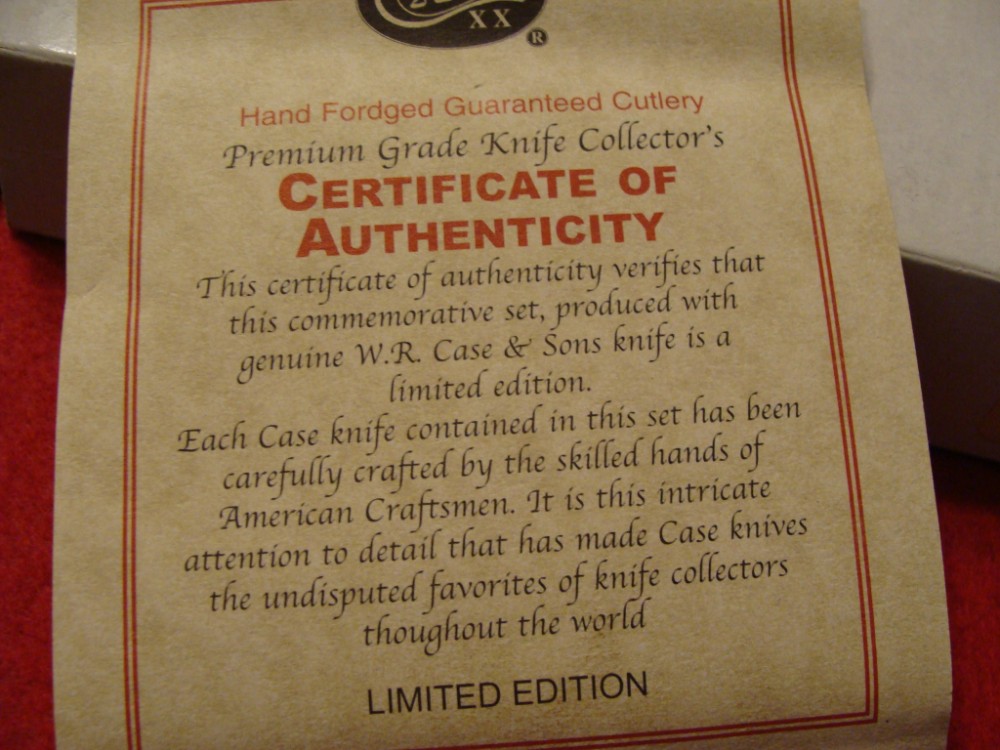 XX
®
Hand Fordged Guaranteed Cutlery
Premium Grade Knife Collector's
CERTIFICATE OF
AUTHENTICITY
This certificate of authenticity verifies that
this commemorative set, produced with
genuine W.R. Case & Sons knife is a
limited edition.
Each Case knife contained in this set has been
carefully crafted by the skilled hands of
American Craftsmen. It is this intricate
attention to detail that has made Case knives
the undisputed favorites of knife collectors
thoughout the world
LIMITED EDITION